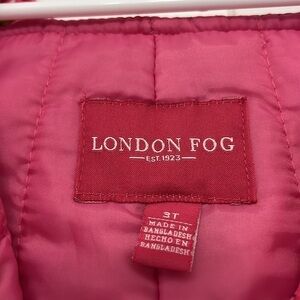 LONDON FOG
EST. 1923
3T
MADE IN
BANGLADESH
HECHO EN
BANGLADESH